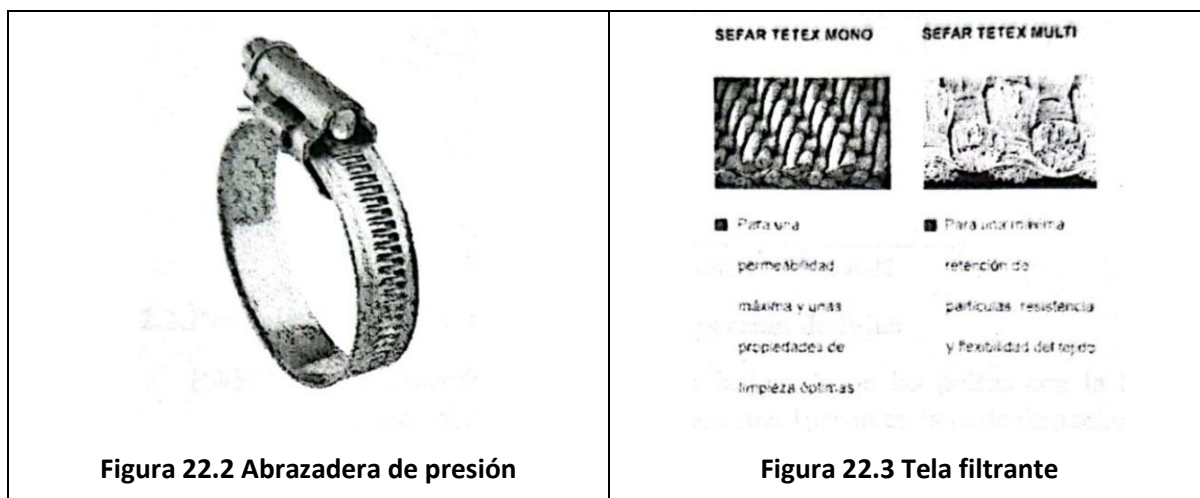 SEFAR TETEX MONO
SEFAR TETEX MULTI
Para una
permeabilidad
máxima y unas
propiedades de
limpieza óptimas
Para una máxima
retención de
partículas, resistencia
y flexibilidad del tejido
Figura 22.2 Abrazadera de presión
Figura 22.3 Tela filtrante